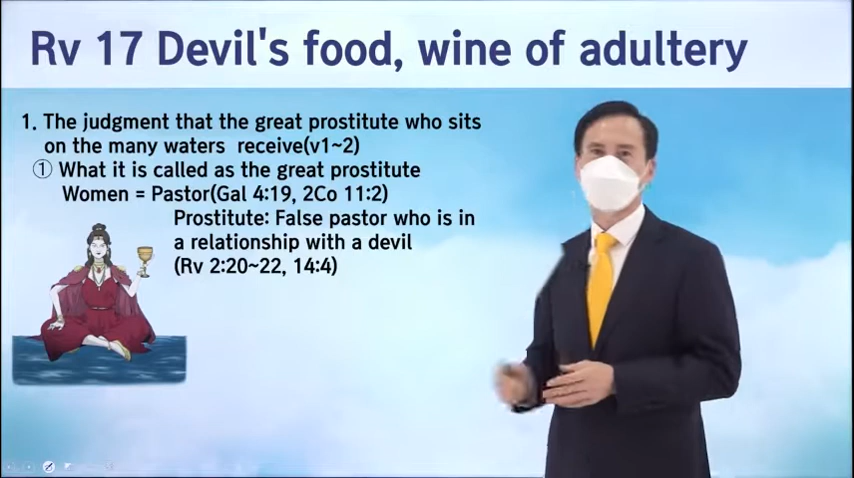 Rv 17 Devil's food, wine of adultery
1. The judgment that the great prostitute who sits
on the many waters receive(v1~2)
① What it is called as the great prostitute
Women = Pastor(Gal 4:19, 2Co 11:2)
Prostitute: False pastor who is in
a relationship with a devil
(Rv 2:20~22, 14:4)